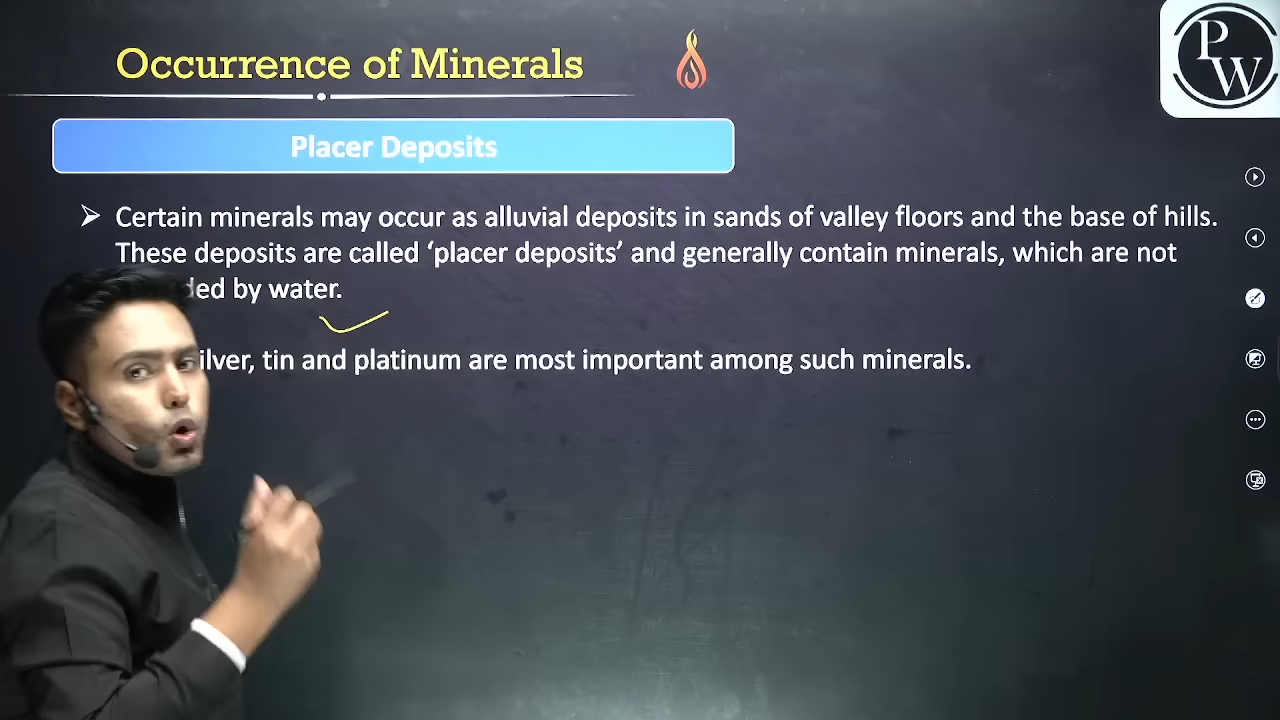 Occurrence of Minerals
PW
Placer Deposits
➤ Certain minerals may occur as alluvial deposits in sands of valley floors and the base of hills.
These deposits are called ‘placer deposits’ and generally contain minerals, which are not
by water.
tin and platinum are most important among such minerals.